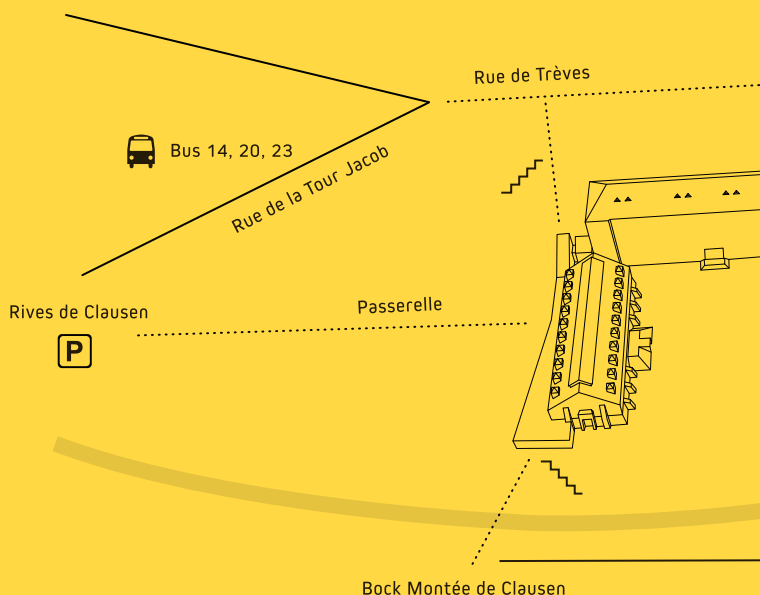 Rue de Trèves
Bus 14, 20, 23
Rue de la Tour Jacob
Rives de Clausen
Passerelle
P
Bock Montée de Clausen